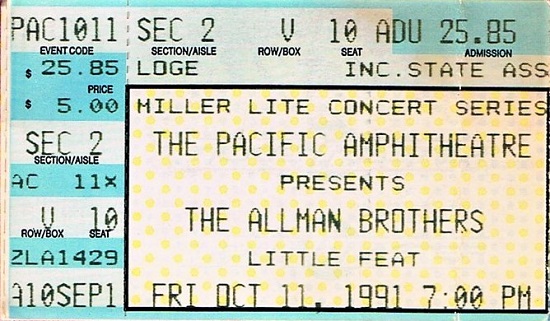 PAC1011 SEC 2 V 10 ADU 25.85
EVENT CODE SECTION/AISLE ROW/BOX SEAT ADMISSION
$ 25.85 LOGE INC.STATE ASS
PRICE
$ 5.00 MILLER LITE CONCERT SERIES
SEC 2 THE PACIFIC AMPHITHEATRE
SECTION/AISLE
AC 11X PRESENTS
V 10 THE ALLMAN BROTHERS
ROW/BOX SEAT
ZLA1429 LITTLE FEAT
A10SEP1 FRI OCT 11, 1991 7:00 PM